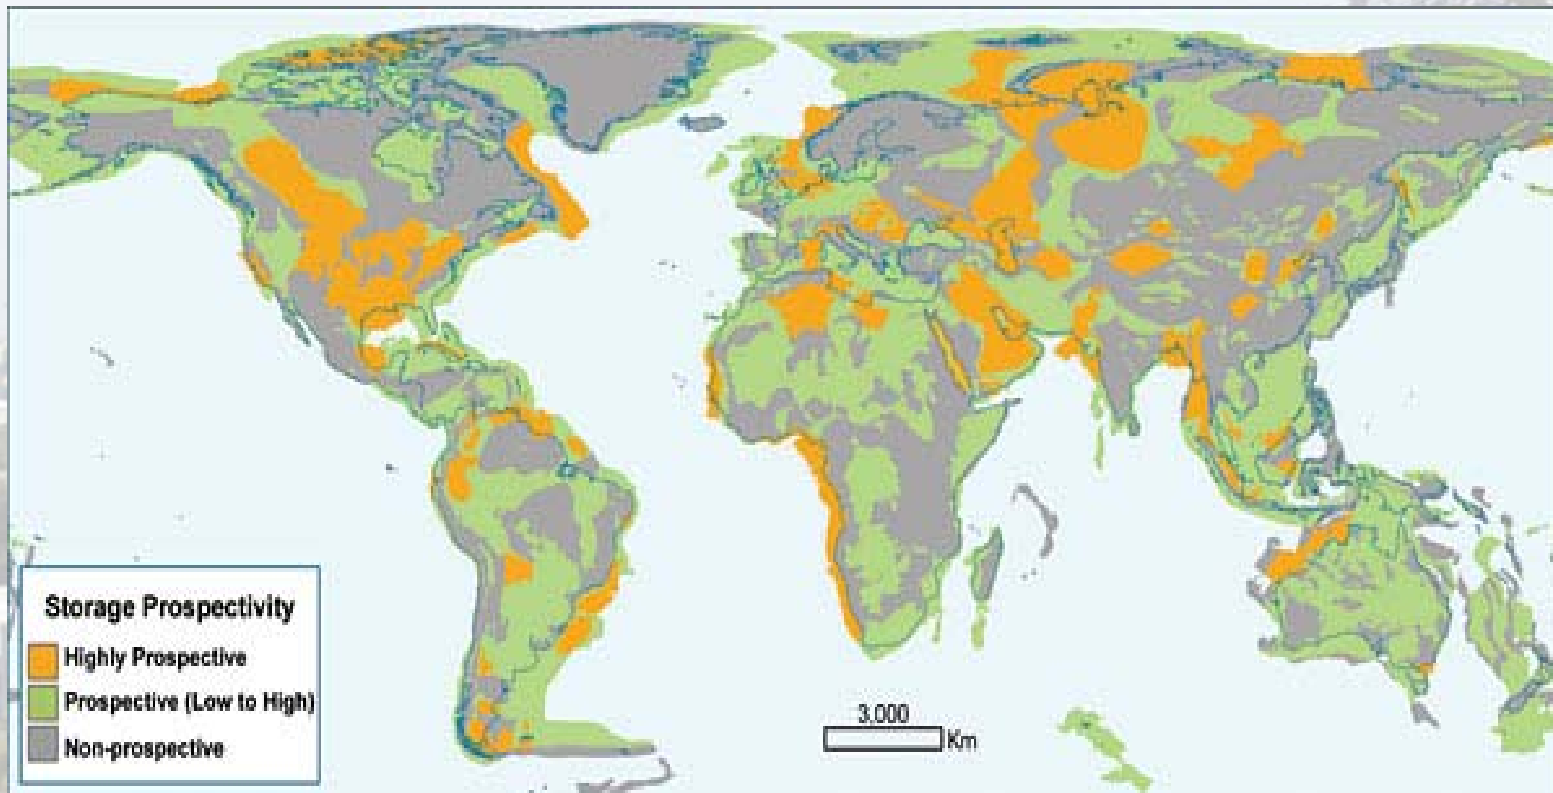 Storage Prospectivity
Highly Prospective
Prospective (Low to High)
Non-prospective
3,000
Km